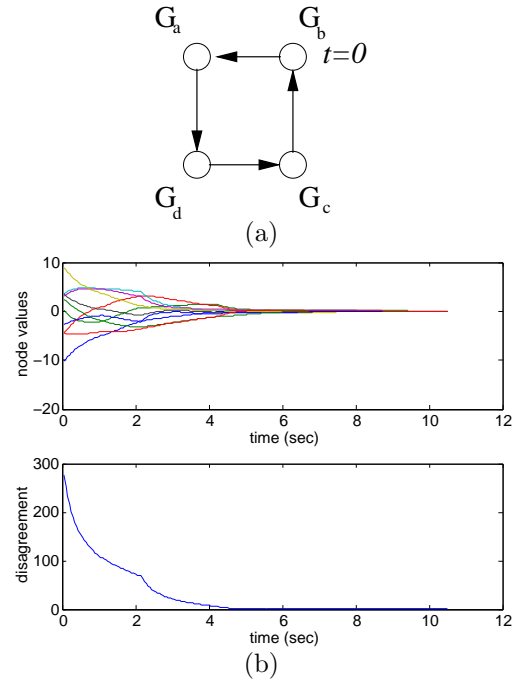 G_a G_b
t=0
G_d G_c
(a)
10
0
−10
−20
node values
0 2 4 6 8 10 12
time (sec)
300
200
100
0
disagreement
0 2 4 6 8 10 12
time (sec)
(b)